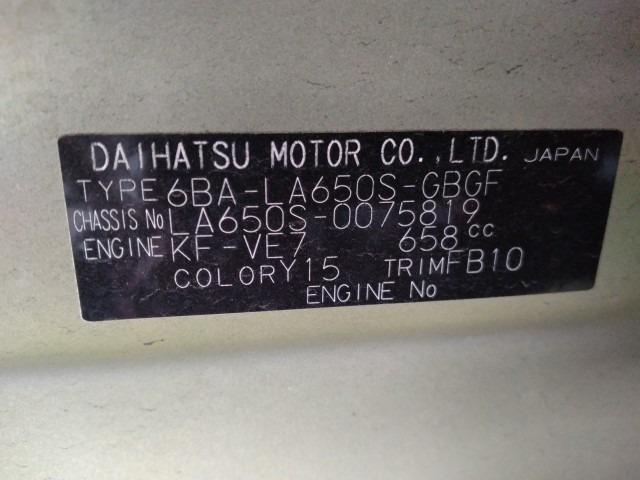 DAIHATSU MOTOR CO.,LTD. JAPAN
TYPE 6BA-LA650S-GBGF
CHASSIS No LA650S-0075819
ENGINE KF-VE7 658cc
COLOR Y15 TRIM FB10
ENGINE No